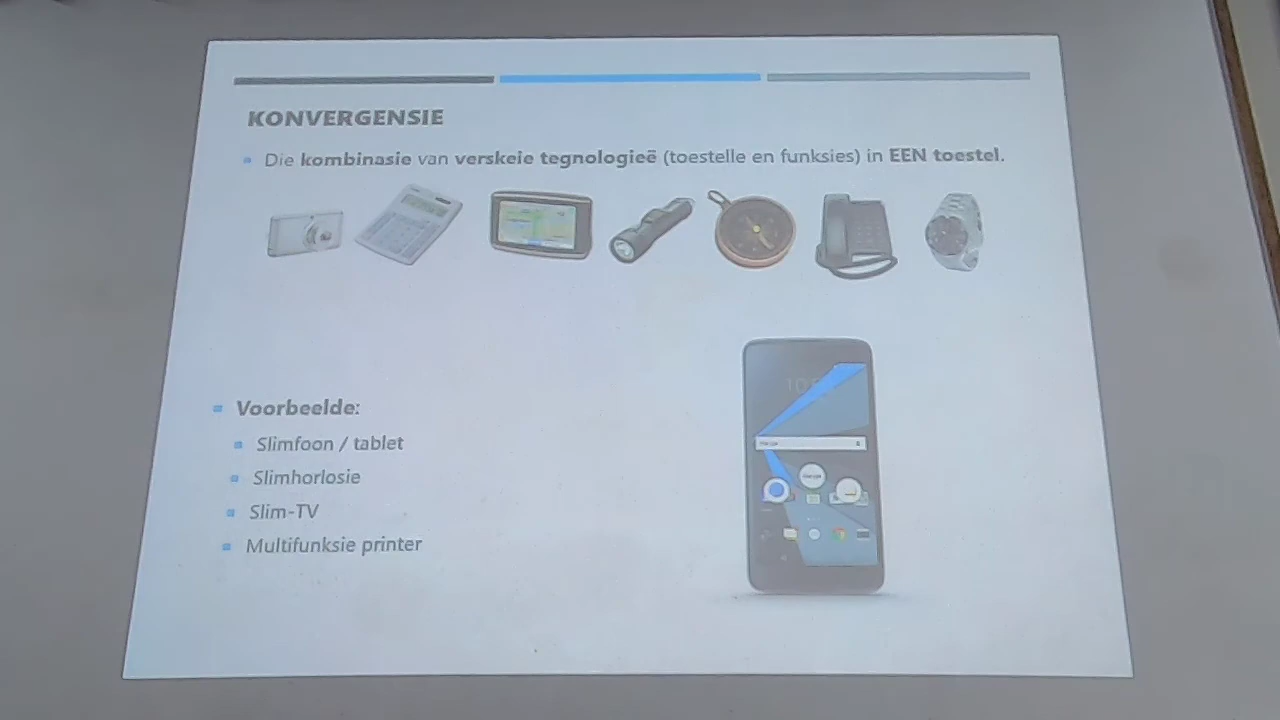 KONVERGENSIE
Die kombinasie van verskeie tegnologieë (toestelle en funksies) in EEN toestel.
Voorbeelde:
Slimfoon / tablet
Slimhorlosie
Slim-TV
Multifunksie printer